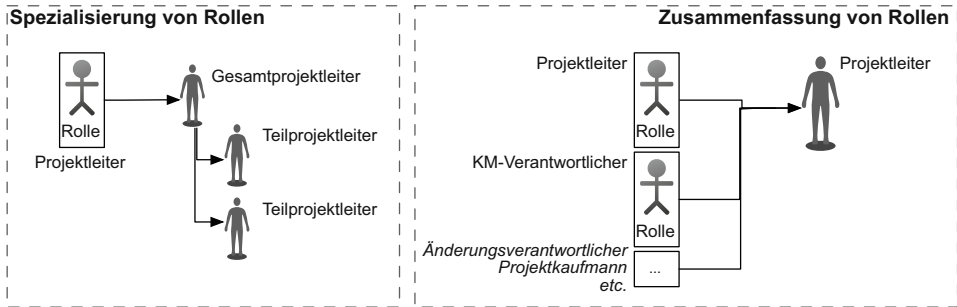 Spezialisierung von Rollen
Gesamtprojektleiter
Rolle
Projektleiter
Teilprojektleiter
Teilprojektleiter
Zusammenfassung von Rollen
Projektleiter
Rolle
Projektleiter
KM-Verantwortlicher
Rolle
Änderungsverantwortlicher
Projektkaufmann
etc.
...